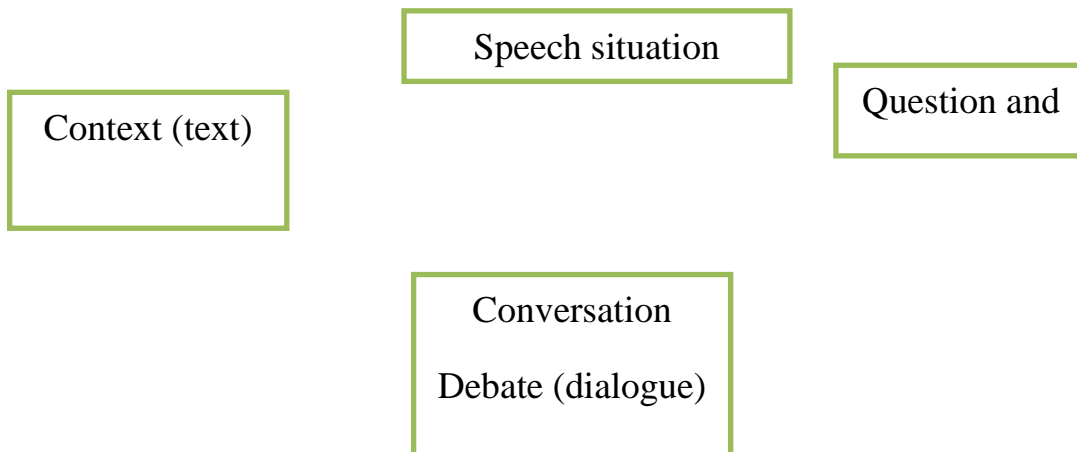 Speech situation
Context (text)
Question and
Conversation
Debate (dialogue)